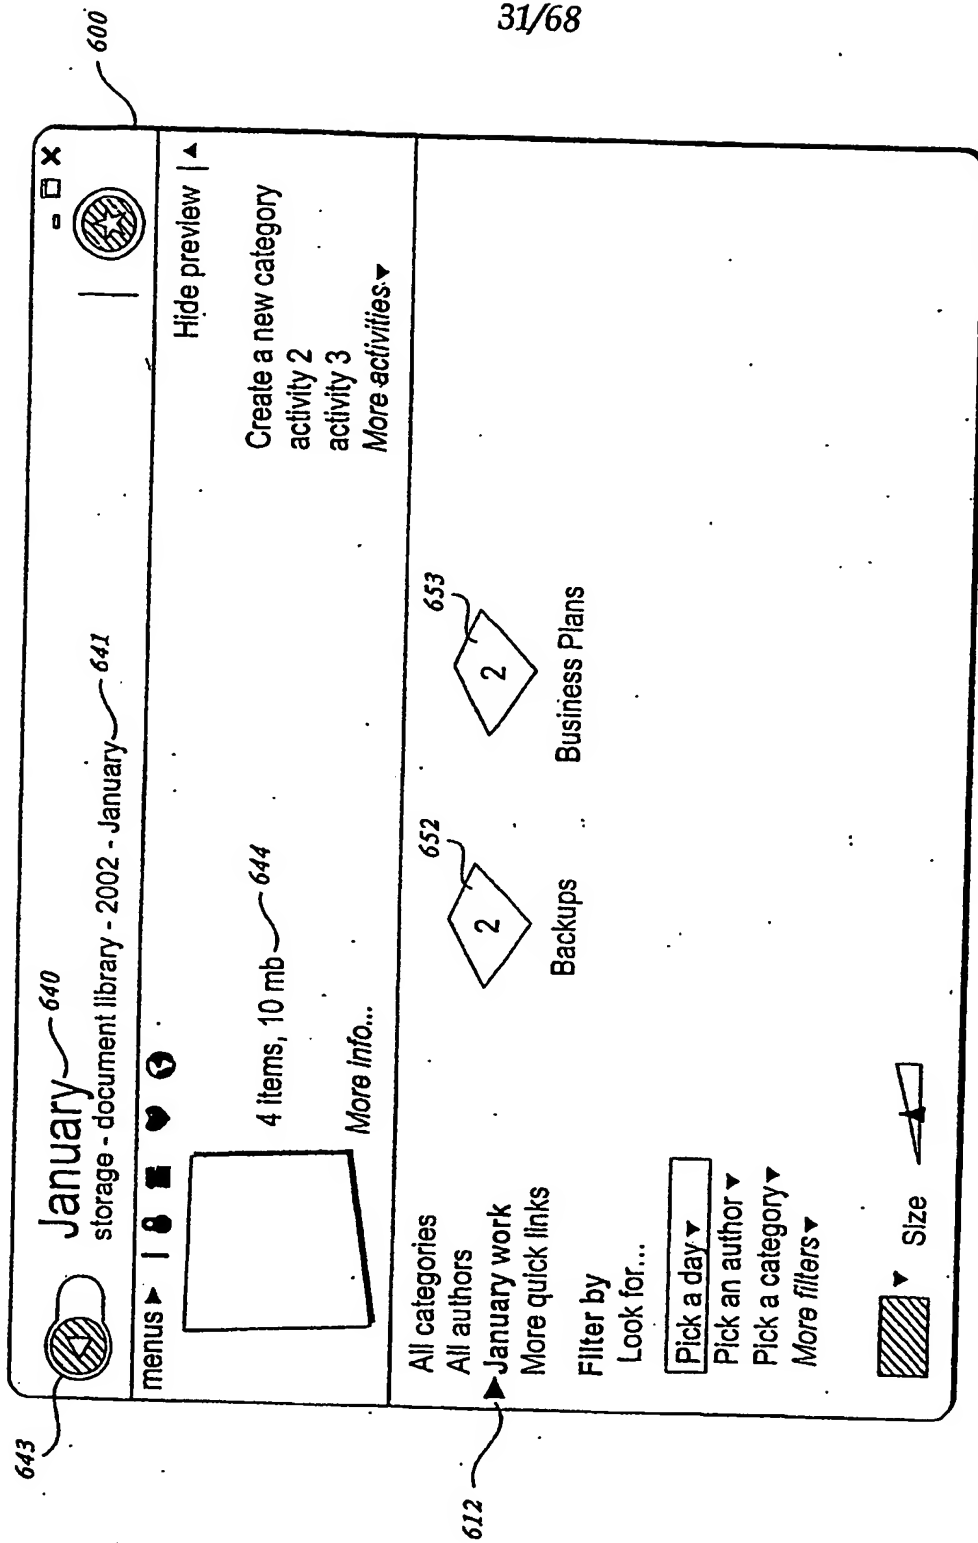 31/68
600
January 640
storage - document library - 2002 - January 641
643
menus
Hide preview
4 items, 10 mb 644
More info...
Create a new category
activity 2
activity 3
More activities
All categories
All authors
612
January work
More quick links
Filter by
Look for...
Pick a day
Pick an author
Pick a category
More filters
Size
652
2
Backups
653
2
Business Plans